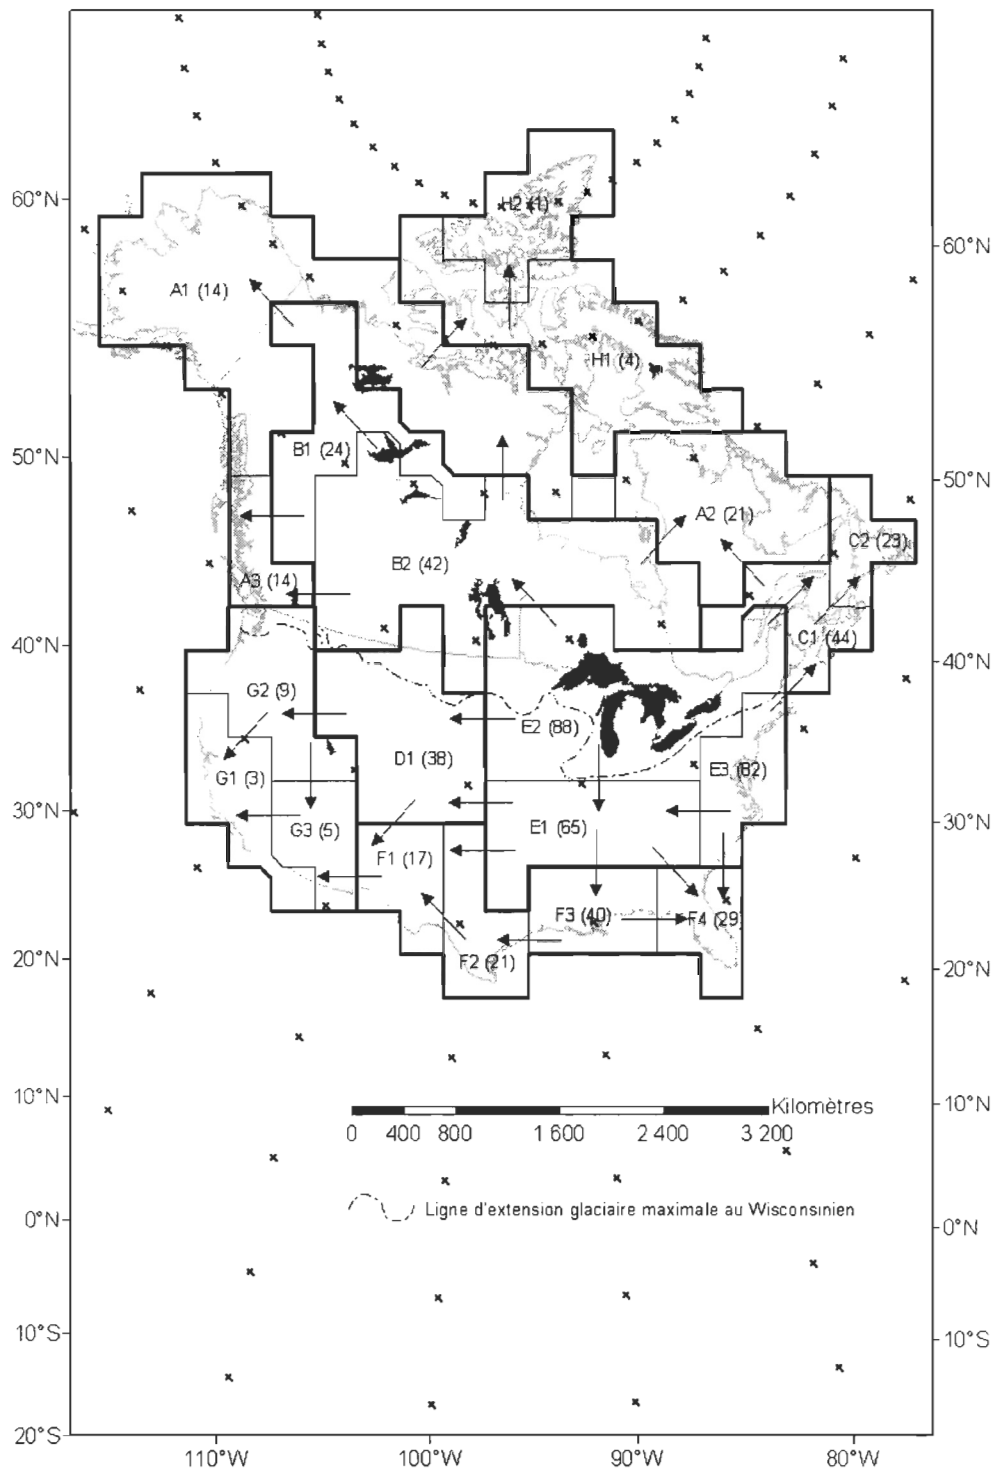 60°N
60°N
50°N
50°N
40°N
40°N
30°N
30°N
20°N
20°N
10°N
10°N
0°N
0°N
10°S
10°S
20°S
110°W
100°W
90°W
80°W
H2 (1)
A1 (14)
H1 (4)
B1 (24)
A2 (21)
C2 (23)
B2 (42)
A3 (14)
C1 (44)
G2 (9)
E2 (88)
D1 (38)
E3 (82)
G1 (3)
G3 (5)
E1 (65)
F1 (17)
F3 (40)
F4 (29)
F2 (21)
Kilomètres
0 400 800 1 600 2 400 3 200
Ligne d'extension glaciaire maximale au Wisconsinien